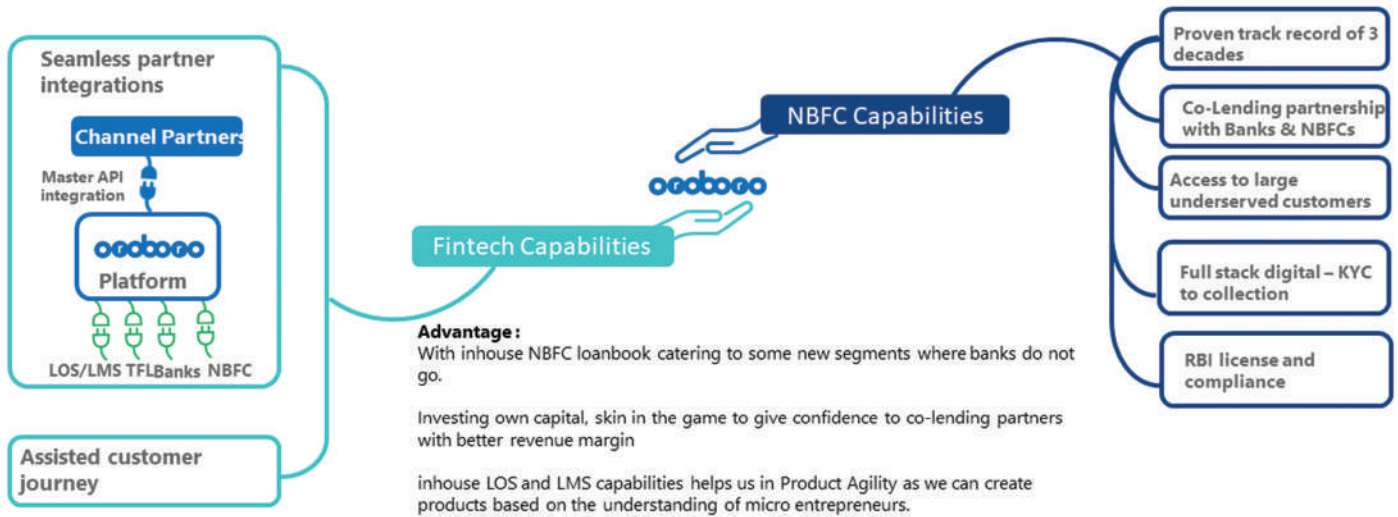 Seamless partner
integrations
Channel Partners
Master API
integration
oroboro
Platform
LOS/LMS TFL Banks NBFC
Assisted customer
journey
Fintech Capabilities
oroboro
NBFC Capabilities
Advantage :
With inhouse NBFC loanbook catering to some new segments where banks do not
go.
Investing own capital, skin in the game to give confidence to co-lending partners
with better revenue margin
inhouse LOS and LMS capabilities helps us in Product Agility as we can create
products based on the understanding of micro entrepreneurs.
Proven track record of 3
decades
Co-Lending partnership
with Banks & NBFCs
Access to large
underserved customers
Full stack digital – KYC
to collection
RBI license and
compliance